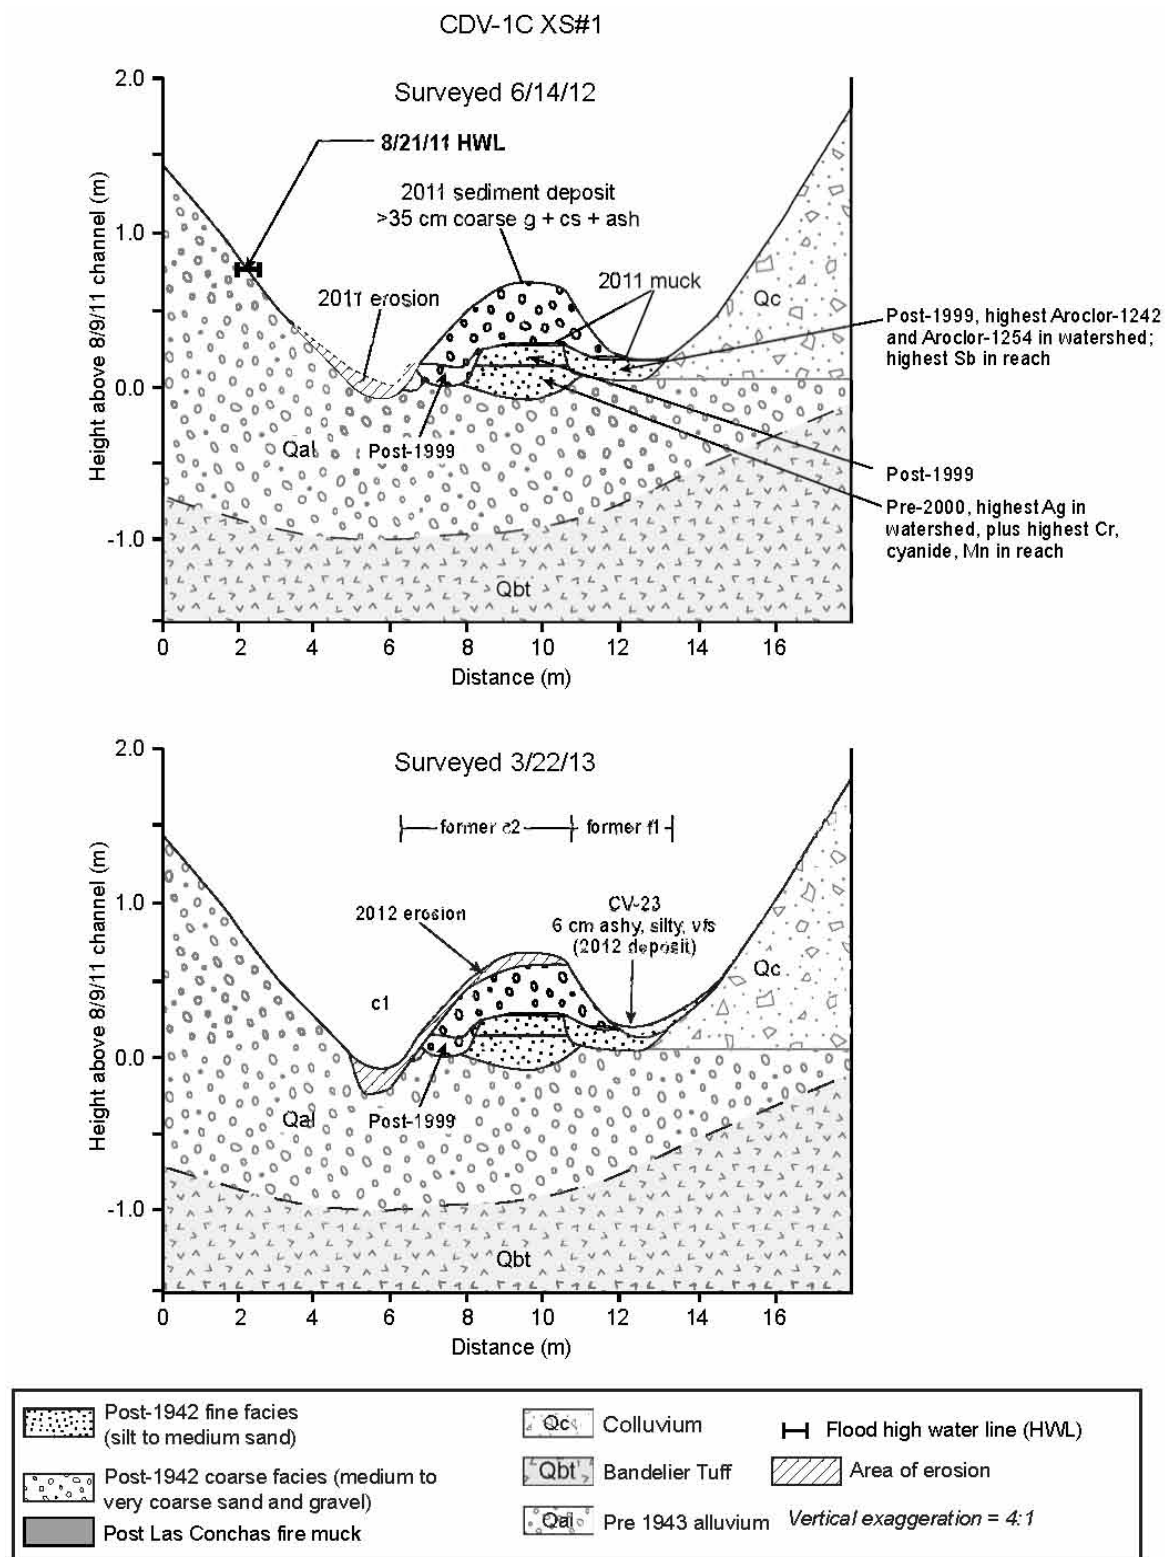 CDV-1C XS#1
Surveyed 6/14/12
8/21/11 HWL
2011 sediment deposit
>35 cm coarse g + cs + ash
2011 erosion
2011 muck
Qc
Post-1999, highest Aroclor-1242
and Aroclor-1254 in watershed;
highest Sb in reach
Qal
Post-1999
Post-1999
Pre-2000, highest Ag in
watershed, plus highest Cr,
cyanide, Mn in reach
Qbt
Height above 8/9/11 channel (m)
2.0
1.0
0.0
-1.0
0 2 4 6 8 10 12 14 16
Distance (m)
Surveyed 3/22/13
former c2 former f1
2012 erosion
CV-23
6 cm ashy, silty, vfs
(2012 deposit)
c1
Qc
Qal
Post-1999
Qbt
Height above 8/9/11 channel (m)
2.0
1.0
0.0
-1.0
0 2 4 6 8 10 12 14 16
Distance (m)
Post-1942 fine facies
(silt to medium sand)
Post-1942 coarse facies (medium to
very coarse sand and gravel)
Post Las Conchas fire muck
Qc Colluvium
Qbt Bandelier Tuff
Qal Pre 1943 alluvium
Flood high water line (HWL)
Area of erosion
Vertical exaggeration = 4:1